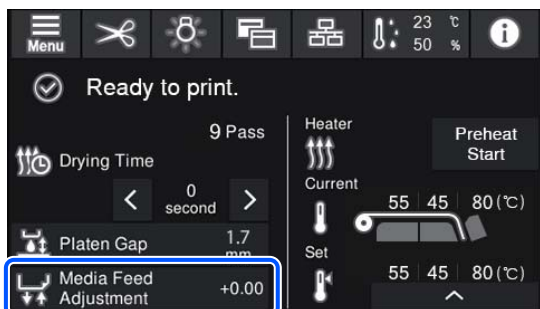 Menu
23 ℃
50 %
Ready to print.
9 Pass
Drying Time
0
second
Platen Gap
1.7
mm
Media Feed
Adjustment
+0.00
Heater
Preheat
Start
Current
55 45 80 (℃)
Set
55 45 80 (℃)